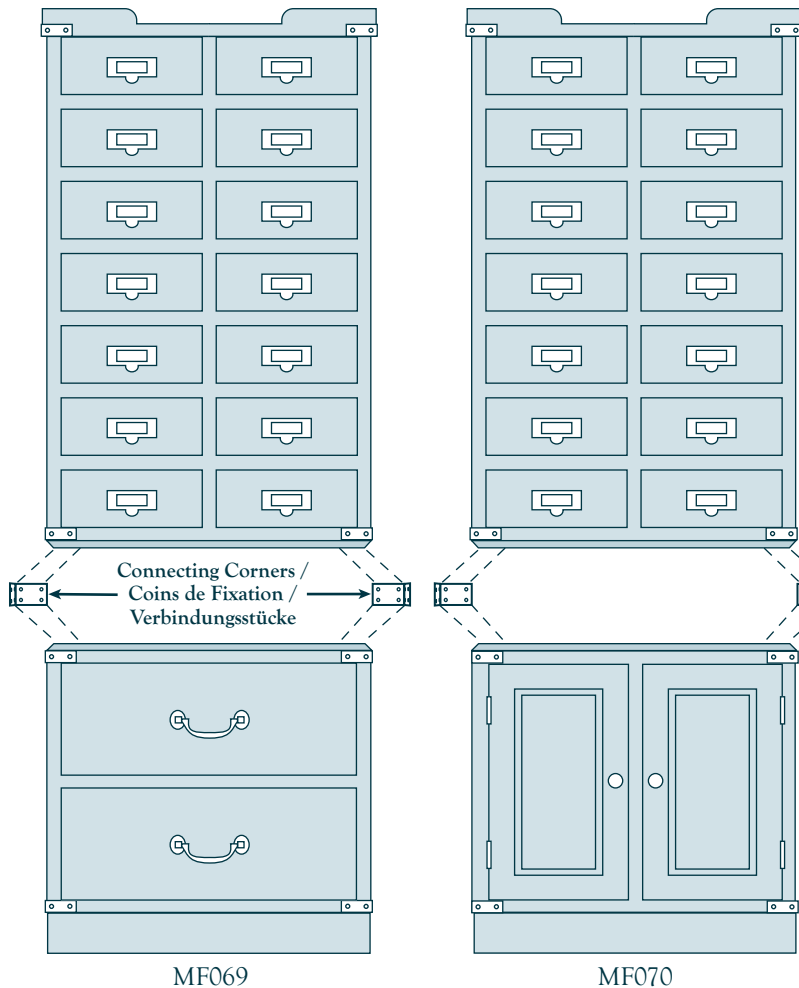 Connecting Corners /
Coins de Fixation /
Verbindungsstücke
MF069
MF070